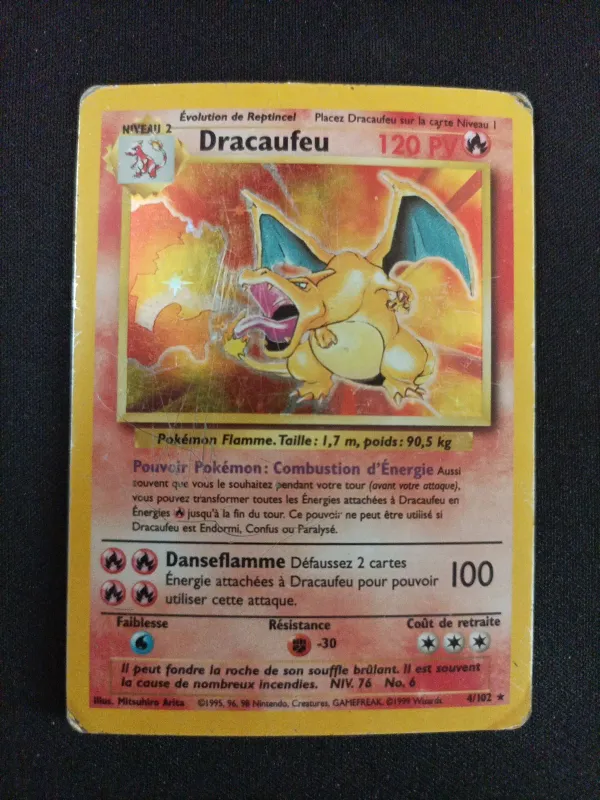 Évolution de Reptincel Placez Dracaufeu sur la carte Niveau 1
NIVEAU 2
Dracaufeu 120 PV
Pokémon Flamme. Taille : 1,7 m, poids : 90,5 kg
Pouvoir Pokémon : Combustion d'Énergie Aussi
souvent que vous le souhaitez pendant votre tour (avant votre attaque),
vous pouvez transformer toutes les Énergies attachées à Dracaufeu en
Énergies jusqu'à la fin du tour. Ce pouvoir ne peut être utilisé si
Dracaufeu est Endormi, Confus ou Paralysé.
Danseflamme Défaussez 2 cartes
Énergie attachées à Dracaufeu pour pouvoir
utiliser cette attaque.
100
Faiblesse Résistance Coût de retraite
-30
Il peut fondre la roche de son souffle brûlant. Il est souvent
la cause de nombreux incendies. NIV. 76 No. 6
Illus. Mitsuhiro Arita ©1995, 96, 98 Nintendo, Creatures, GAMEFREAK. ©1999 Wizards. 4/102 ★